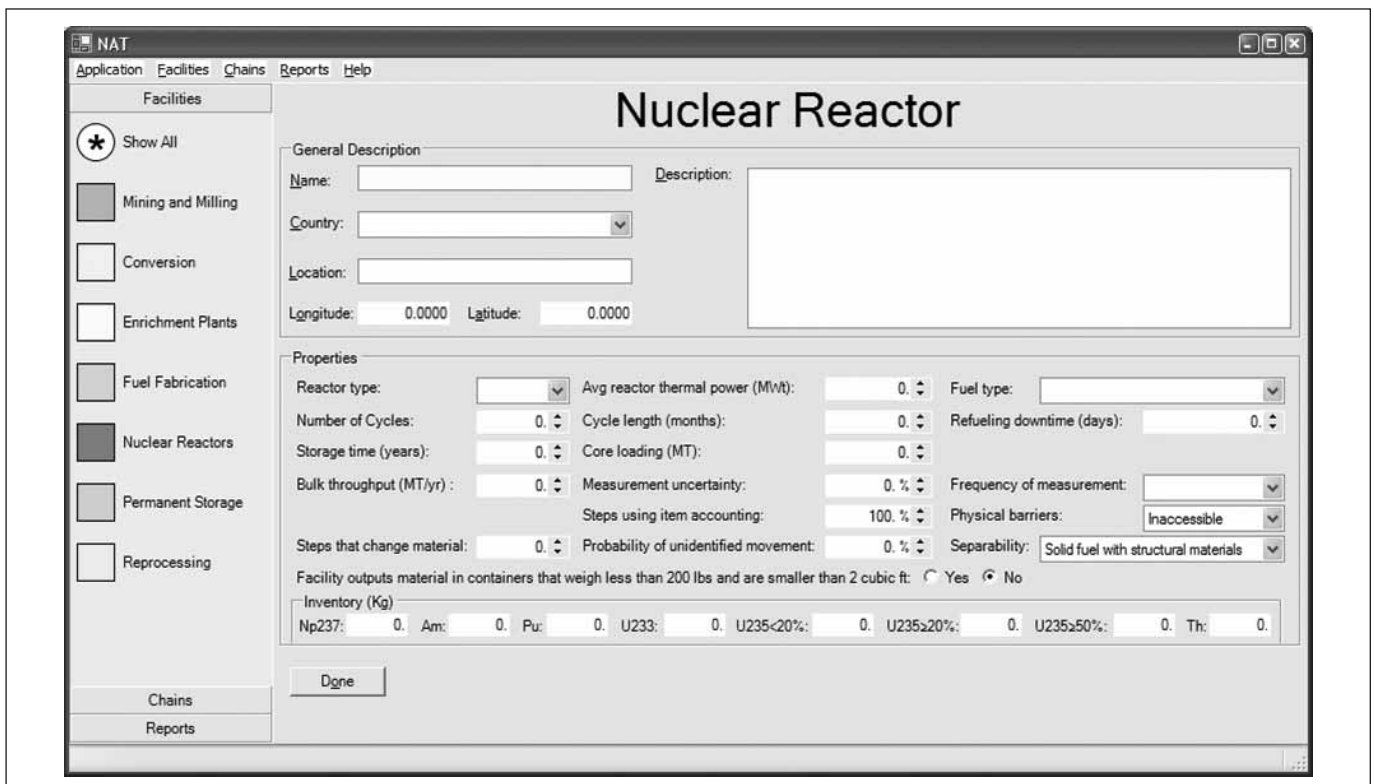 NAT
Application Facilities Chains Reports Help
Facilities
Show All
Mining and Milling
Conversion
Enrichment Plants
Fuel Fabrication
Nuclear Reactors
Permanent Storage
Reprocessing
Chains
Reports
Nuclear Reactor
General Description
Name:
Description:
Country:
Location:
Longitude: 0.0000 Latitude: 0.0000
Properties
Reactor type: Avg reactor thermal power (MWt): 0. Fuel type:
Number of Cycles: 0. Cycle length (months): 0. Refueling downtime (days): 0.
Storage time (years): 0. Core loading (MT): 0.
Bulk throughput (MT/yr) : 0. Measurement uncertainty: 0. % Frequency of measurement:
Steps using item accounting: 100. % Physical barriers: Inaccessible
Steps that change material: 0. Probability of unidentified movement: 0. % Separability: Solid fuel with structural materials
Facility outputs material in containers that weigh less than 200 lbs and are smaller than 2 cubic ft: Yes No
Inventory (Kg)
Np237: 0. Am: 0. Pu: 0. U233: 0. U235<20%: 0. U235≥20%: 0. U235≥50%: 0. Th: 0.
Done